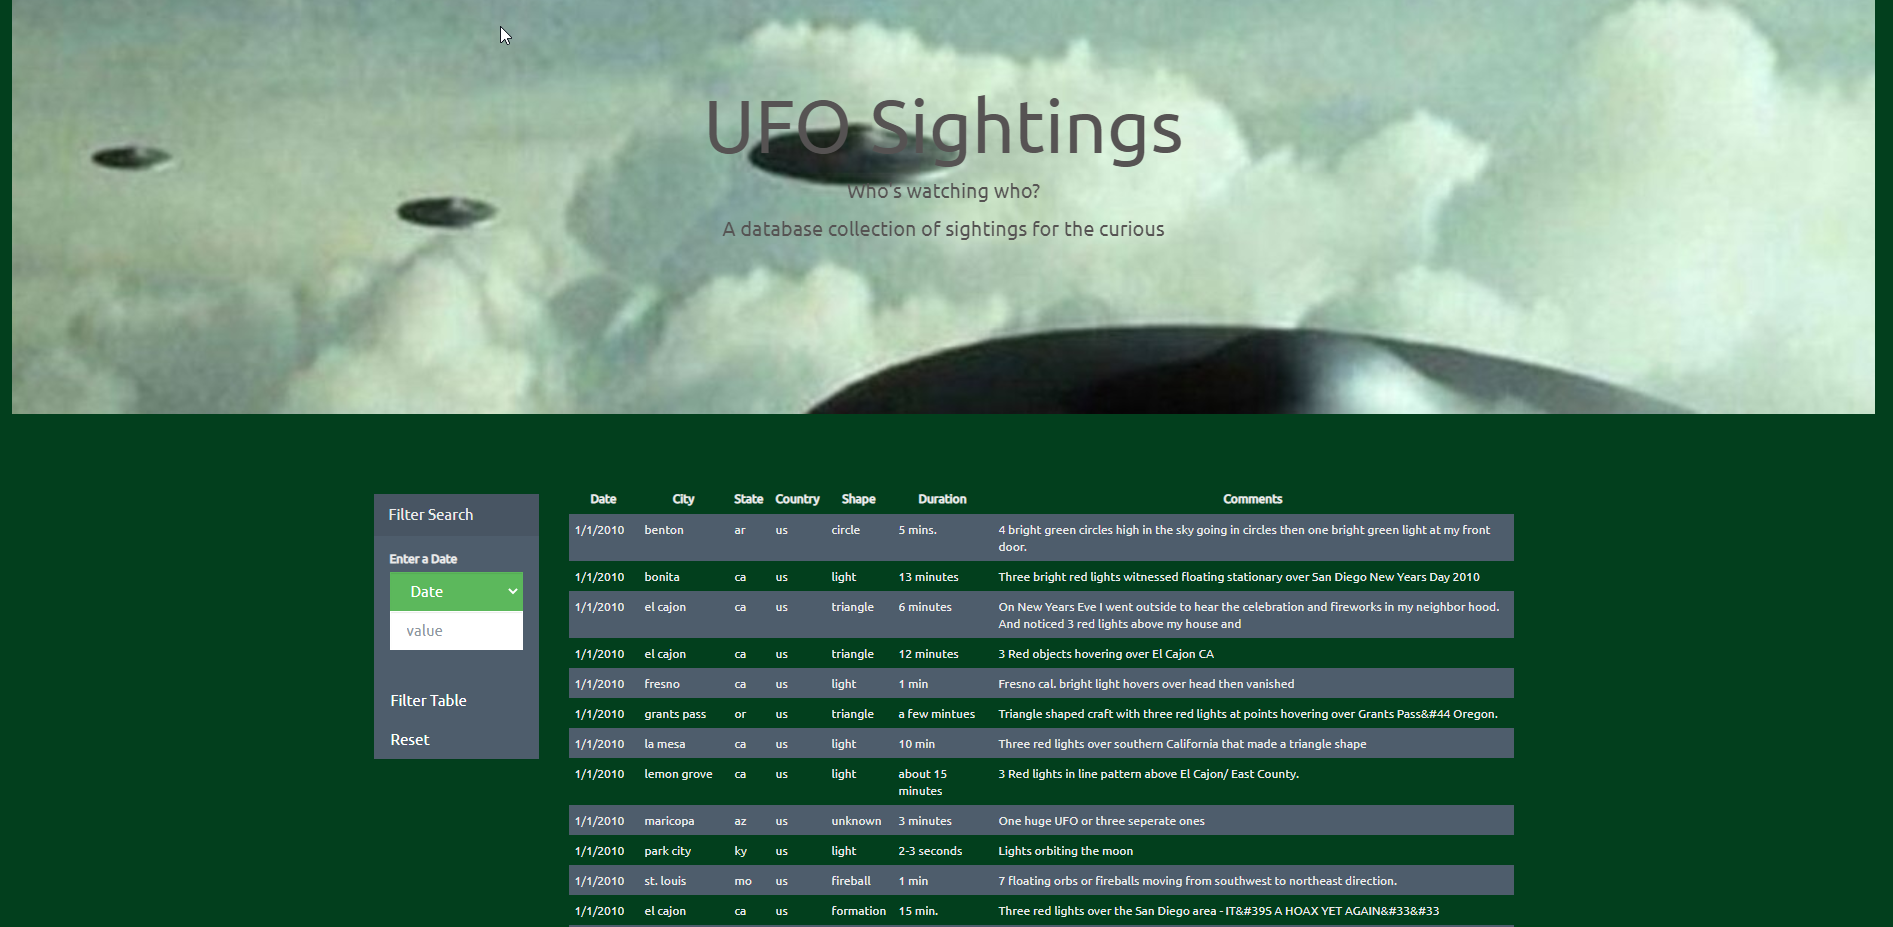 UFO Sightings
Who's watching who?
A database collection of sightings for the curious
Filter Search
Enter a Date
Date
value
Filter Table
Reset
Date City State Country Shape Duration Comments
1/1/2010 benton ar us circle 5 mins. 4 bright green circles high in the sky going in circles then one bright green light at my front
door.
1/1/2010 bonita ca us light 13 minutes Three bright red lights witnessed floating stationary over San Diego New Years Day 2010
1/1/2010 el cajon ca us triangle 6 minutes On New Years Eve I went outside to hear the celebration and fireworks in my neighbor hood.
And noticed 3 red lights above my house and
1/1/2010 el cajon ca us triangle 12 minutes 3 Red objects hovering over El Cajon CA
1/1/2010 fresno ca us light 1 min Fresno cal. bright light hovers over head then vanished
1/1/2010 grants pass or us triangle a few mintues Triangle shaped craft with three red lights at points hovering over Grants Pass&#44 Oregon.
1/1/2010 la mesa ca us light 10 min Three red lights over southern California that made a triangle shape
1/1/2010 lemon grove ca us light about 15 3 Red lights in line pattern above El Cajon/ East County.
minutes
1/1/2010 maricopa az us unknown 3 minutes One huge UFO or three seperate ones
1/1/2010 park city ky us light 2-3 seconds Lights orbiting the moon
1/1/2010 st. louis mo us fireball 1 min 7 floating orbs or fireballs moving from southwest to northeast direction.
1/1/2010 el cajon ca us formation 15 min. Three red lights over the San Diego area - IT&#39S A HOAX YET AGAIN&#33&#33